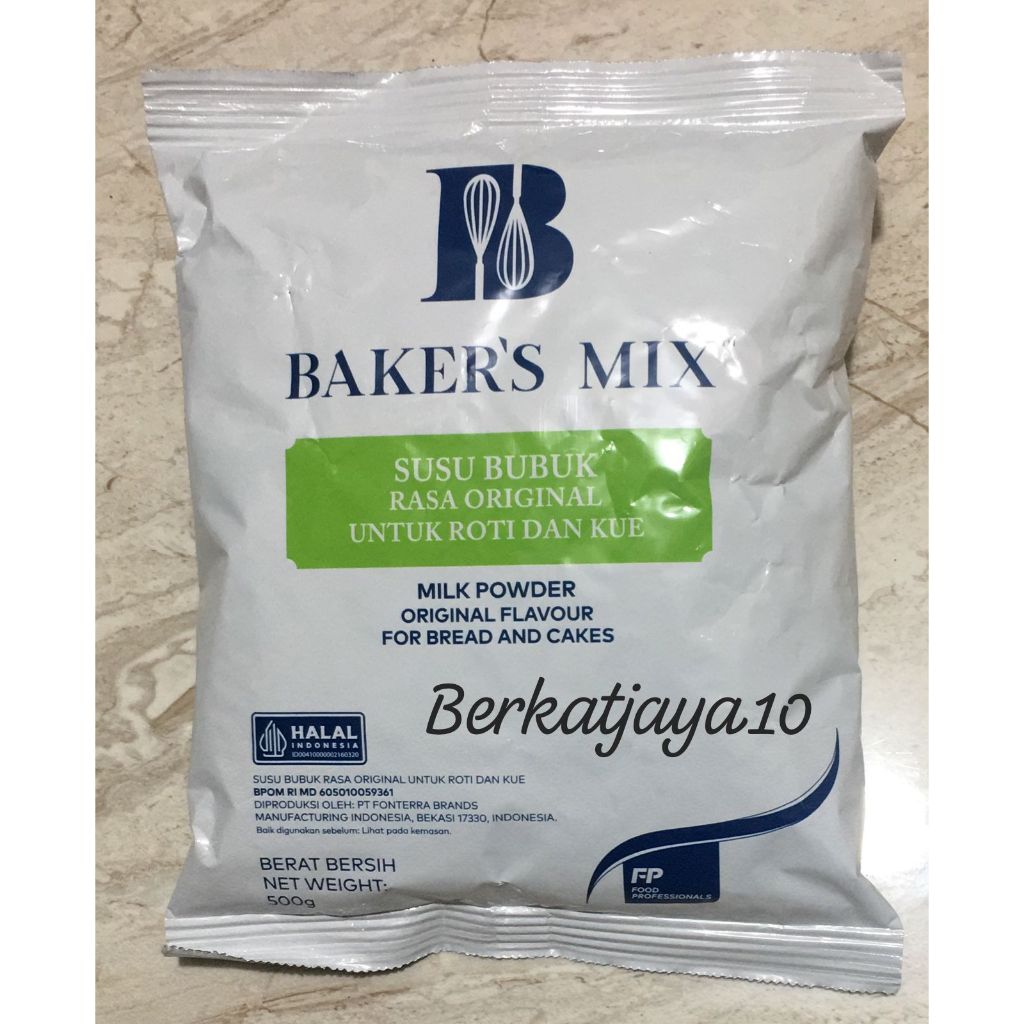 B
BAKER'S MIX
SUSU BUBUK
RASA ORIGINAL
UNTUK ROTI DAN KUE
MILK POWDER
ORIGINAL FLAVOUR
FOR BREAD AND CAKES
Berkatjaya10
HALAL
INDONESIA
ID00410000002160320
SUSU BUBUK RASA ORIGINAL UNTUK ROTI DAN KUE
BPOM RI MD 605010059361
DIPRODUKSI OLEH: PT FONTERRA BRANDS
MANUFACTURING INDONESIA, BEKASI 17330, INDONESIA.
Baik digunakan sebelum: Lihat pada kemasan.
BERAT BERSIH
NET WEIGHT:
500g
FP
FOOD
PROFESSIONALS